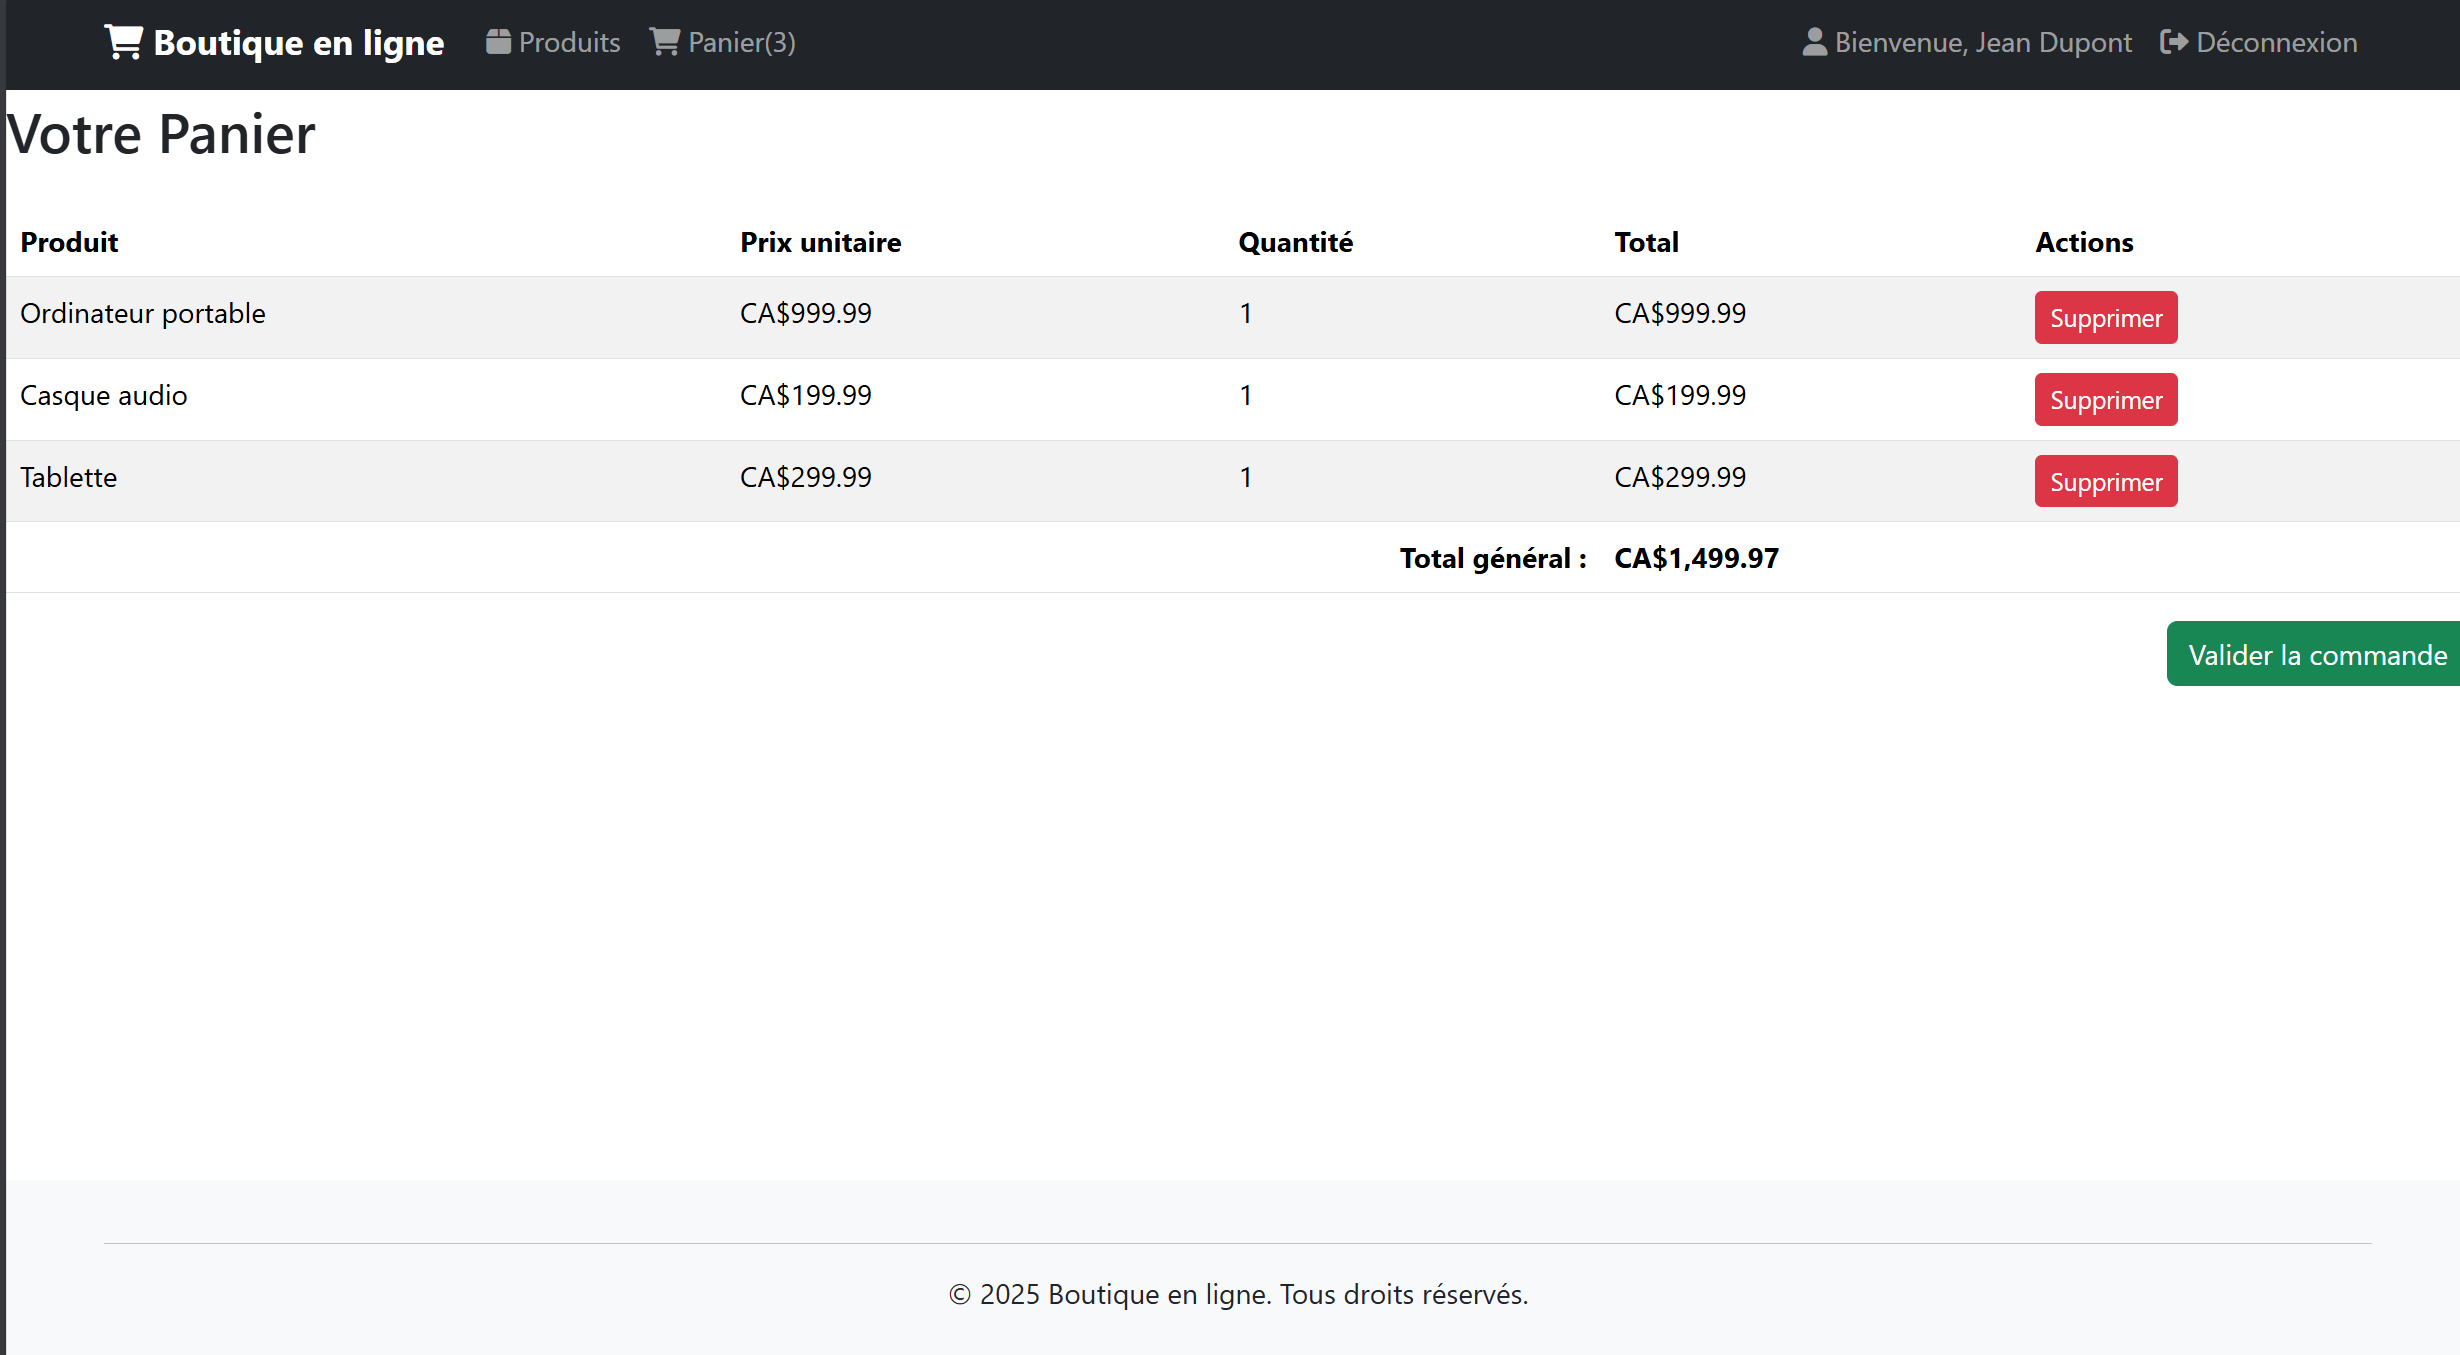 Boutique en ligne Produits Panier(3) Bienvenue, Jean Dupont Déconnexion
Votre Panier
Produit Prix unitaire Quantité Total Actions
Ordinateur portable CA$999.99 1 CA$999.99 Supprimer
Casque audio CA$199.99 1 CA$199.99 Supprimer
Tablette CA$299.99 1 CA$299.99 Supprimer
Total général : CA$1,499.97
Valider la commande
© 2025 Boutique en ligne. Tous droits réservés.